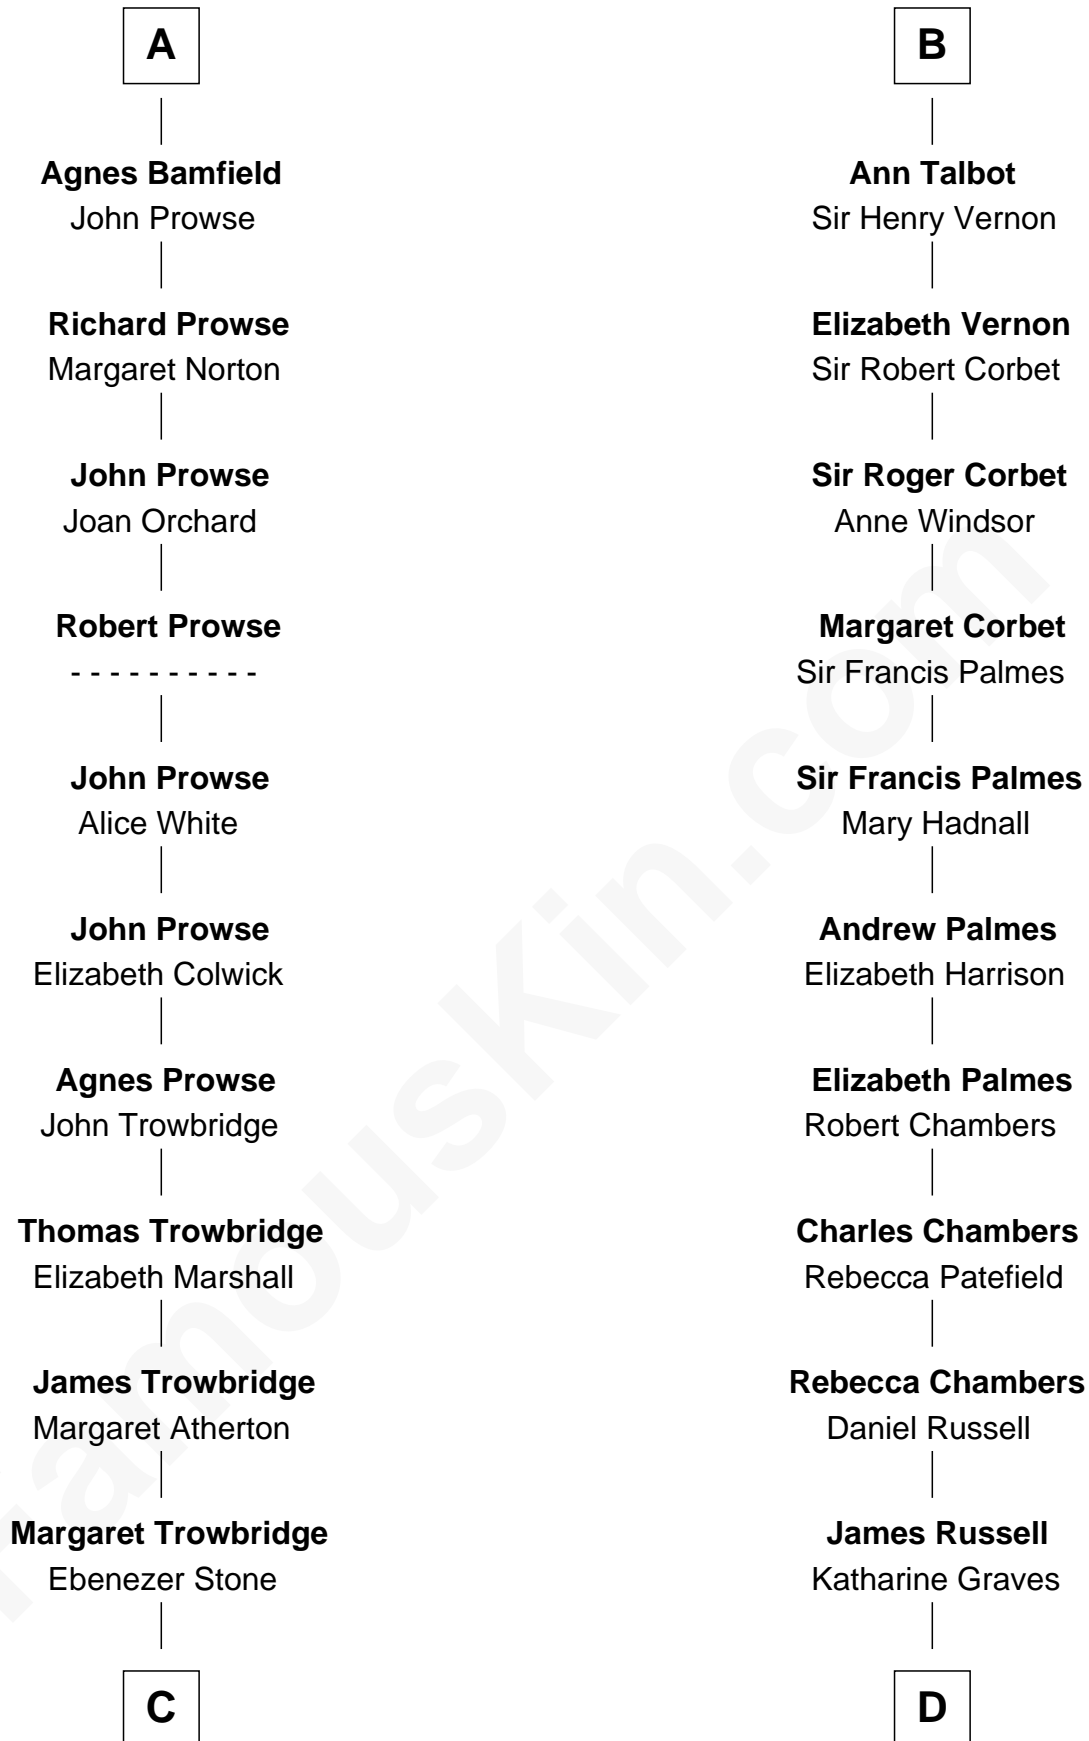 A
Agnes Bamfield
John Prowse
Richard Prowse
Margaret Norton
John Prowse
Joan Orchard
Robert Prowse
- - - - - - - - - -
John Prowse
Alice White
John Prowse
Elizabeth Colwick
Agnes Prowse
John Trowbridge
Thomas Trowbridge
Elizabeth Marshall
James Trowbridge
Margaret Atherton
Margaret Trowbridge
Ebenezer Stone
C
B
Ann Talbot
Sir Henry Vernon
Elizabeth Vernon
Sir Robert Corbet
Sir Roger Corbet
Anne Windsor
Margaret Corbet
Sir Francis Palmes
Sir Francis Palmes
Mary Hadnall
Andrew Palmes
Elizabeth Harrison
Elizabeth Palmes
Robert Chambers
Charles Chambers
Rebecca Patefield
Rebecca Chambers
Daniel Russell
James Russell
Katharine Graves
D
FamousKin.com